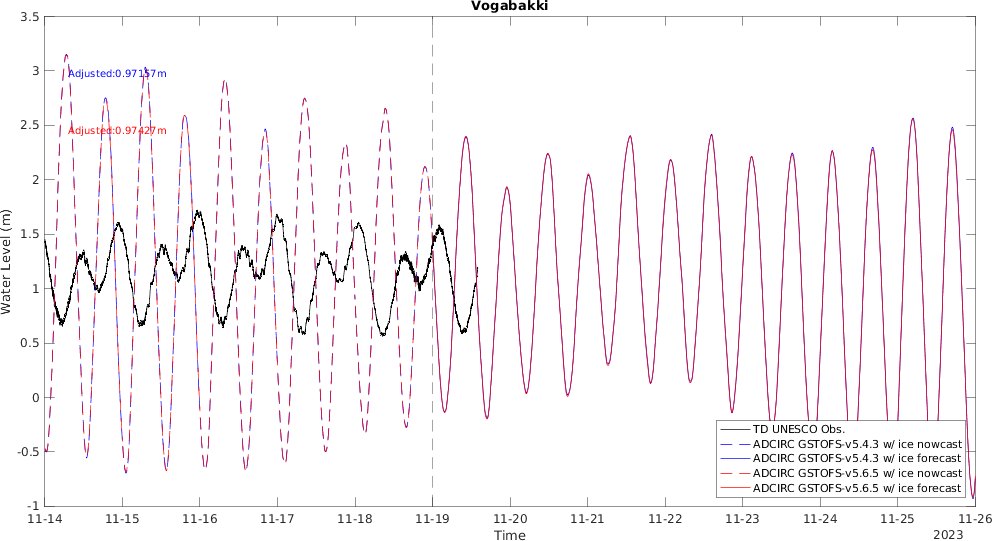 Vogabakki
3.5
3
2.5
2
1.5
1
0.5
0
-0.5
-1
Water Level (m)
Adjusted:0.97157m
Adjusted:0.97427m
TD UNESCO Obs.
ADCIRC GSTOFS-v5.4.3 w/ ice nowcast
ADCIRC GSTOFS-v5.4.3 w/ ice forecast
ADCIRC GSTOFS-v5.6.5 w/ ice nowcast
ADCIRC GSTOFS-v5.6.5 w/ ice forecast
11-14 11-15 11-16 11-17 11-18 11-19 11-20 11-21 11-22 11-23 11-24 11-25 11-26
Time
2023